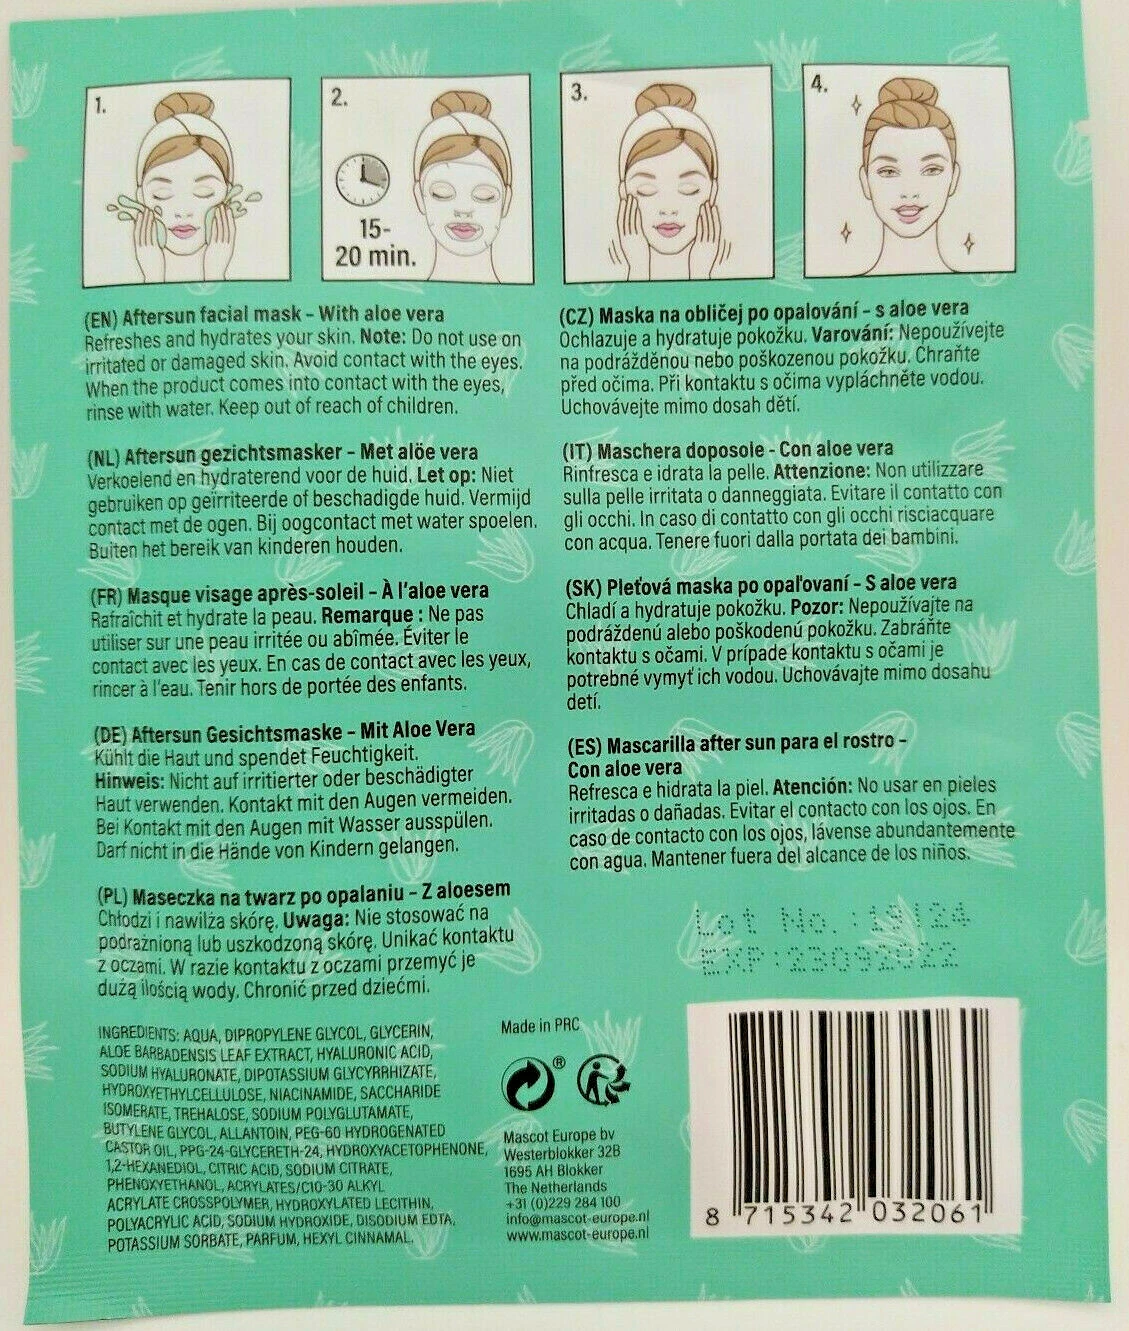 1.
2.
15-
20 min.
3.
4.
(EN) Aftersun facial mask – With aloe vera
Refreshes and hydrates your skin. Note: Do not use on
irritated or damaged skin. Avoid contact with the eyes.
When the product comes into contact with the eyes,
rinse with water. Keep out of reach of children.
(NL) Aftersun gezichtsmasker – Met aloë vera
Verkoelend en hydraterend voor de huid. Let op: Niet
gebruiken op geïrriteerde of beschadigde huid. Vermijd
contact met de ogen. Bij oogcontact met water spoelen.
Buiten het bereik van kinderen houden.
(FR) Masque visage après-soleil – À l'aloe vera
Rafraîchit et hydrate la peau. Remarque : Ne pas
utiliser sur une peau irritée ou abîmée. Éviter le
contact avec les yeux. En cas de contact avec les yeux,
rincer à l'eau. Tenir hors de portée des enfants.
(DE) Aftersun Gesichtsmaske – Mit Aloe Vera
Kühlt die Haut und spendet Feuchtigkeit.
Hinweis: Nicht auf irritierter oder beschädigter
Haut verwenden. Kontakt mit den Augen vermeiden.
Bei Kontakt mit den Augen mit Wasser ausspülen.
Darf nicht in die Hände von Kindern gelangen.
(PL) Maseczka na twarz po opalaniu – Z aloesem
Chłodzi i nawilża skórę. Uwaga: Nie stosować na
podrażnioną lub uszkodzoną skórę. Unikać kontaktu
z oczami. W razie kontaktu z oczami przemyć je
dużą ilością wody. Chronić przed dziećmi.
(CZ) Maska na obličej po opalování – s aloe vera
Ochlazuje a hydratuje pokožku. Varování: Nepoužívejte
na podrážděnou nebo poškozenou pokožku. Chraňte
před očima. Při kontaktu s očima vypláchněte vodou.
Uchovávejte mimo dosah dětí.
(IT) Maschera doposole - Con aloe vera
Rinfresca e idrata la pelle. Attenzione: Non utilizzare
sulla pelle irritata o danneggiata. Evitare il contatto con
gli occhi. In caso di contatto con gli occhi risciacquare
con acqua. Tenere fuori dalla portata dei bambini.
(SK) Pleťová maska po opaľovaní – S aloe vera
Chladí a hydratuje pokožku. Pozor: Nepoužívajte na
podráždenú alebo poškodenú pokožku. Zabráňte
kontaktu s očami. V prípade kontaktu s očami je
potrebné vymyť ich vodou. Uchovávajte mimo dosahu
detí.
(ES) Mascarilla after sun para el rostro –
Con aloe vera
Refresca e hidrata la piel. Atención: No usar en pieles
irritadas o dañadas. Evitar el contacto con los ojos. En
caso de contacto con los ojos, lávense abundantemente
con agua. Mantener fuera del alcance de los niños.
Lot No.:19124
EXP:23092022
INGREDIENTS: AQUA, DIPROPYLENE GLYCOL, GLYCERIN,
ALOE BARBADENSIS LEAF EXTRACT, HYALURONIC ACID,
SODIUM HYALURONATE, DIPOTASSIUM GLYCYRRHIZATE,
HYDROXYETHYLCELLULOSE, NIACINAMIDE, SACCHARIDE
ISOMERATE, TREHALOSE, SODIUM POLYGLUTAMATE,
BUTYLENE GLYCOL, ALLANTOIN, PEG-60 HYDROGENATED
CASTOR OIL, PPG-24-GLYCERETH-24, HYDROXYACETOPHENONE,
1,2-HEXANEDIOL, CITRIC ACID, SODIUM CITRATE,
PHENOXYETHANOL, ACRYLATES/C10-30 ALKYL
ACRYLATE CROSSPOLYMER, HYDROXYLATED LECITHIN,
POLYACRYLIC ACID, SODIUM HYDROXIDE, DISODIUM EDTA,
POTASSIUM SORBATE, PARFUM, HEXYL CINNAMAL.
Made in PRC
®
Mascot Europe bv
Westerblokker 32B
1695 AH Blokker
The Netherlands
+31 (0)229 284 100
info@mascot-europe.nl
www.mascot-europe.nl
8 715342 032061